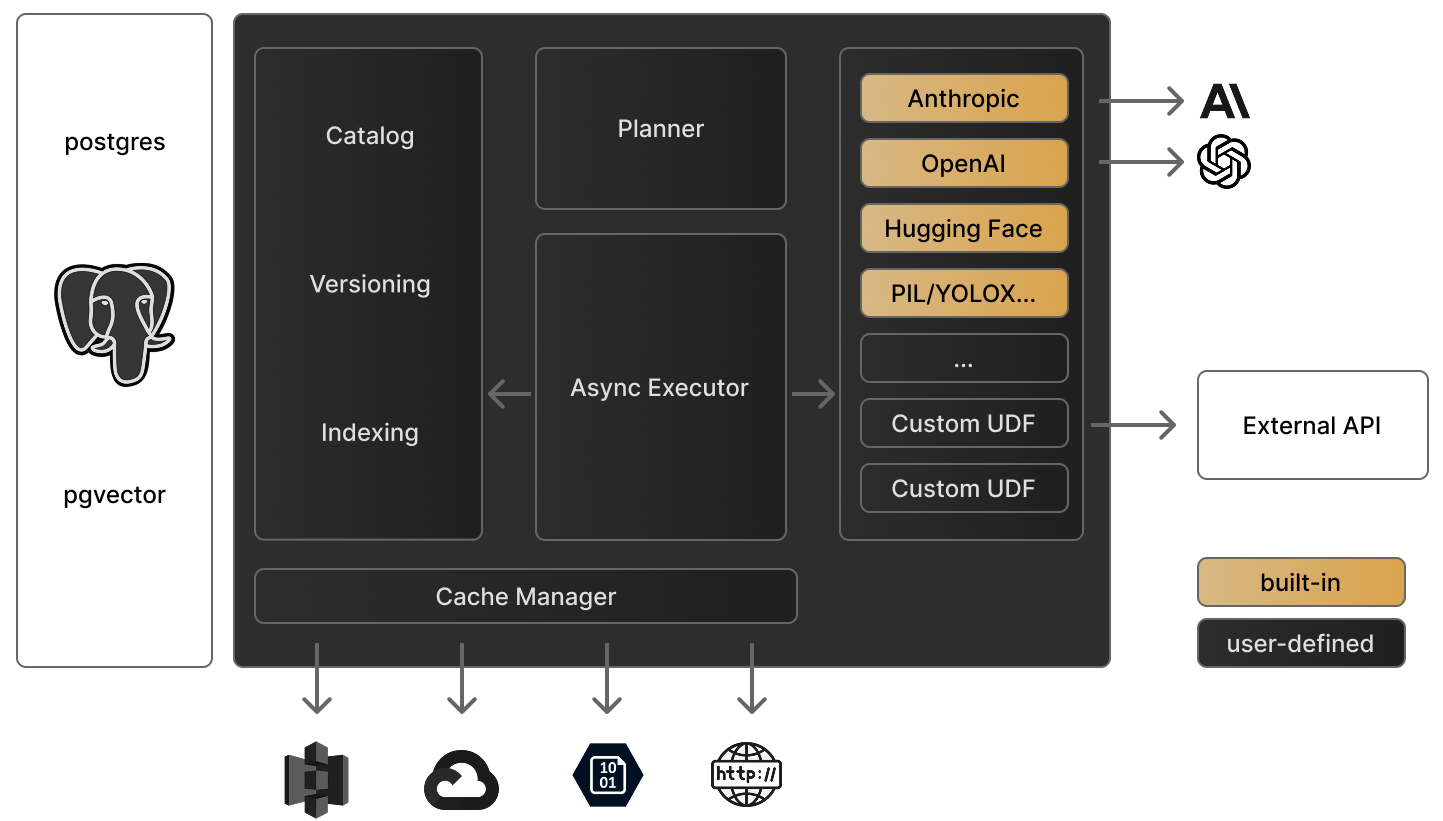 postgres
pgvector
Catalog
Versioning
Indexing
Planner
Async Executor
Anthropic
OpenAI
Hugging Face
PIL/YOLOX...
...
Custom UDF
Custom UDF
Cache Manager
A\
External API
built-in
user-defined
10
01
http://